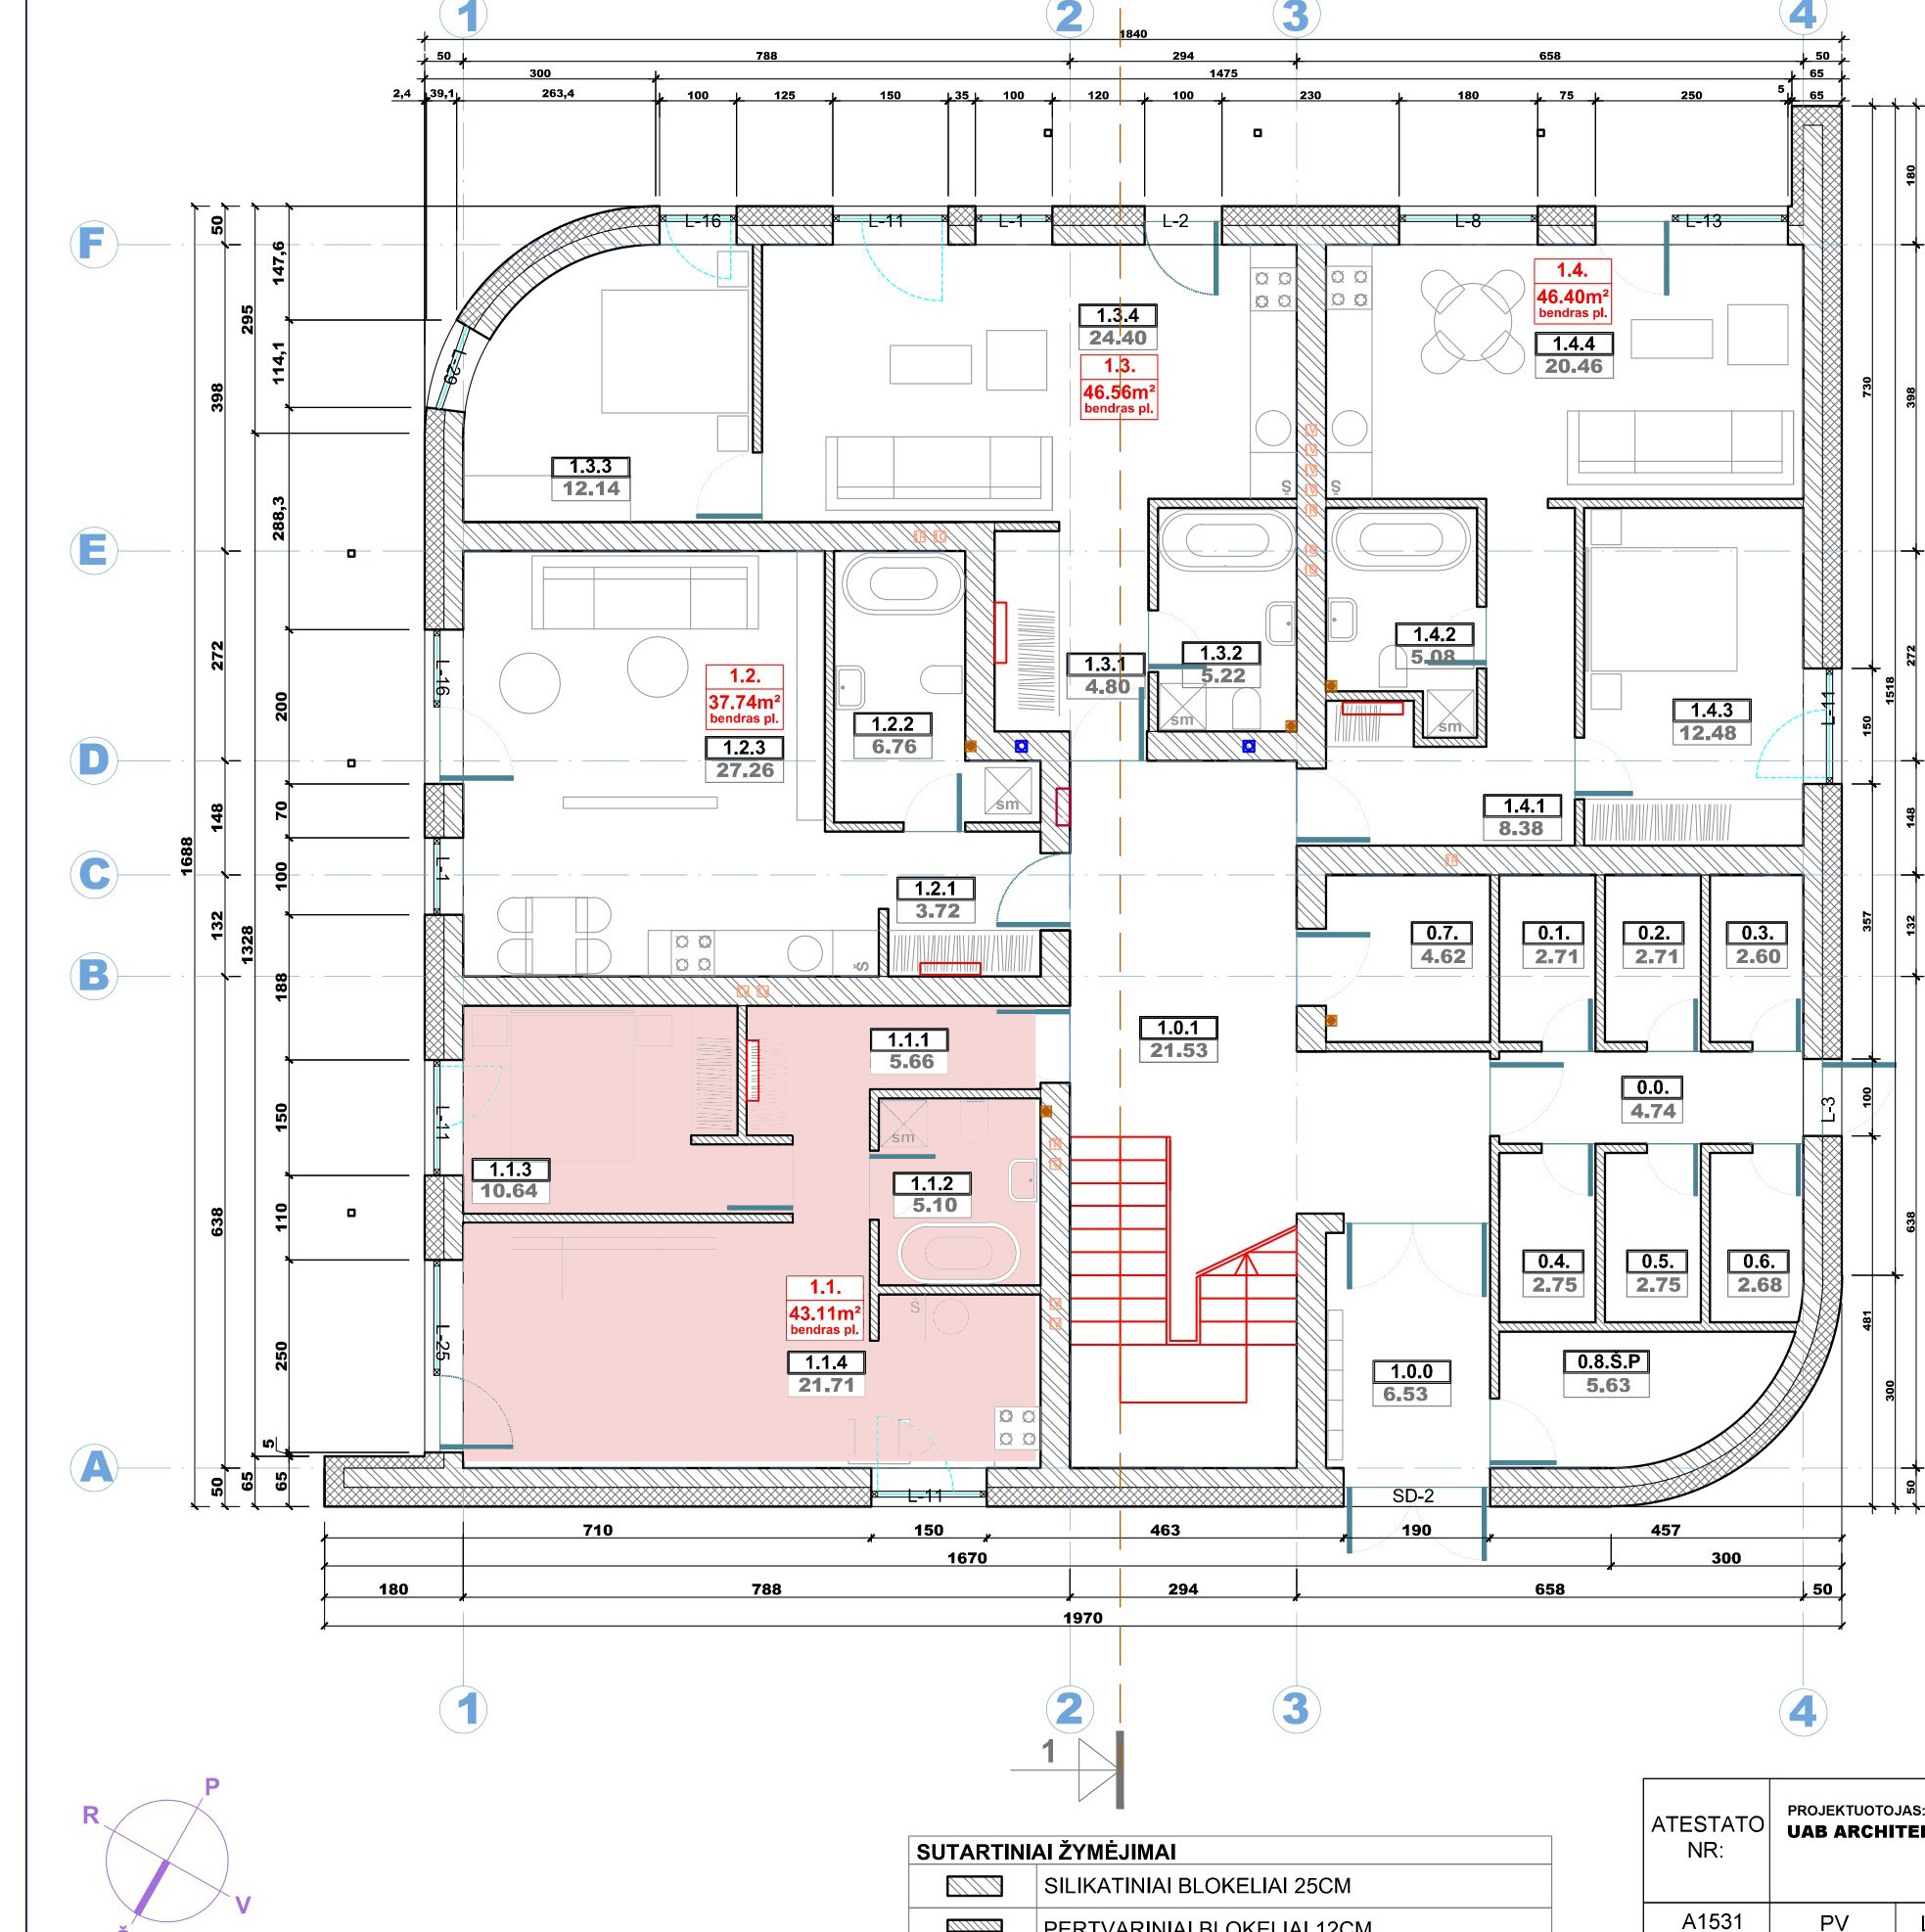 1 2 3 4
1840
50 788 294 658 50
300 1475 65
2,4 39,1 263,4 100 125 150 35 100 120 100 230 180 75 250 5 65
L-16 L-11 L-1 L-2 L-8 L-13
F
E
D
C
B
A
50
398
272
148
132
638
50
1688
295
1328
65
147,6
114,1
288,3
200
70
100
188
150
110
250
5
65
L-29
L-16
L-1
L-11
L-25
1.3.4
24.40
1.3.
46.56m²
bendras pl.
1.4.
46.40m²
bendras pl.
1.4.4
20.46
1.3.3
12.14
Š Š
1.2.
37.74m²
bendras pl.
1.2.3
27.26
1.2.2
6.76
sm
1.3.1
4.80
1.3.2
5.22
sm
1.4.2
5.08
sm
1.4.3
12.48
L-11
1.4.1
8.38
1.2.1
3.72
Š
0.7.
4.62
0.1.
2.71
0.2.
2.71
0.3.
2.60
1.0.1
21.53
1.1.1
5.66
0.0.
4.74
L-3
sm
1.1.3
10.64
1.1.2
5.10
0.4.
2.75
0.5.
2.75
0.6.
2.68
1.1.
43.11m²
bendras pl.
Š
1.1.4
21.71
1.0.0
6.53
0.8.Š.P
5.63
L-11
SD-2
730
150
357
100
481
1518
300
180
398
272
148
132
638
50
710 150 463 190 457
1670 300
180 788 294 658 50
1970
1 2 3 4
1
P
R
V
SUTARTINIAI ŽYMĖJIMAI
SILIKATINIAI BLOKELIAI 25CM
PERTVARINIAI BLOKELIAI 12CM
ATESTATO
NR:
PROJEKTUOTOJAS:
UAB
A1531 PV